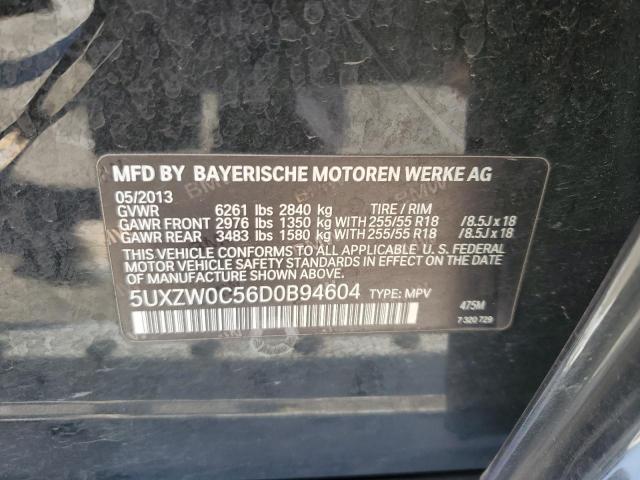 MFD BY BAYERISCHE MOTOREN WERKE AG
05/2013
GVWR 6261 lbs 2840 kg TIRE / RIM
GAWR FRONT 2976 lbs 1350 kg WITH 255/55 R18 /8.5J x 18
GAWR REAR 3483 lbs 1580 kg WITH 255/55 R18 /8.5J x 18
THIS VEHICLE CONFORMS TO ALL APPLICABLE U. S. FEDERAL
MOTOR VEHICLE SAFETY STANDARDS IN EFFECT ON THE DATE
OF MANUFACTURE SHOWN ABOVE.
5UXZW0C56D0B94604 TYPE: MPV 475M
7 320 729